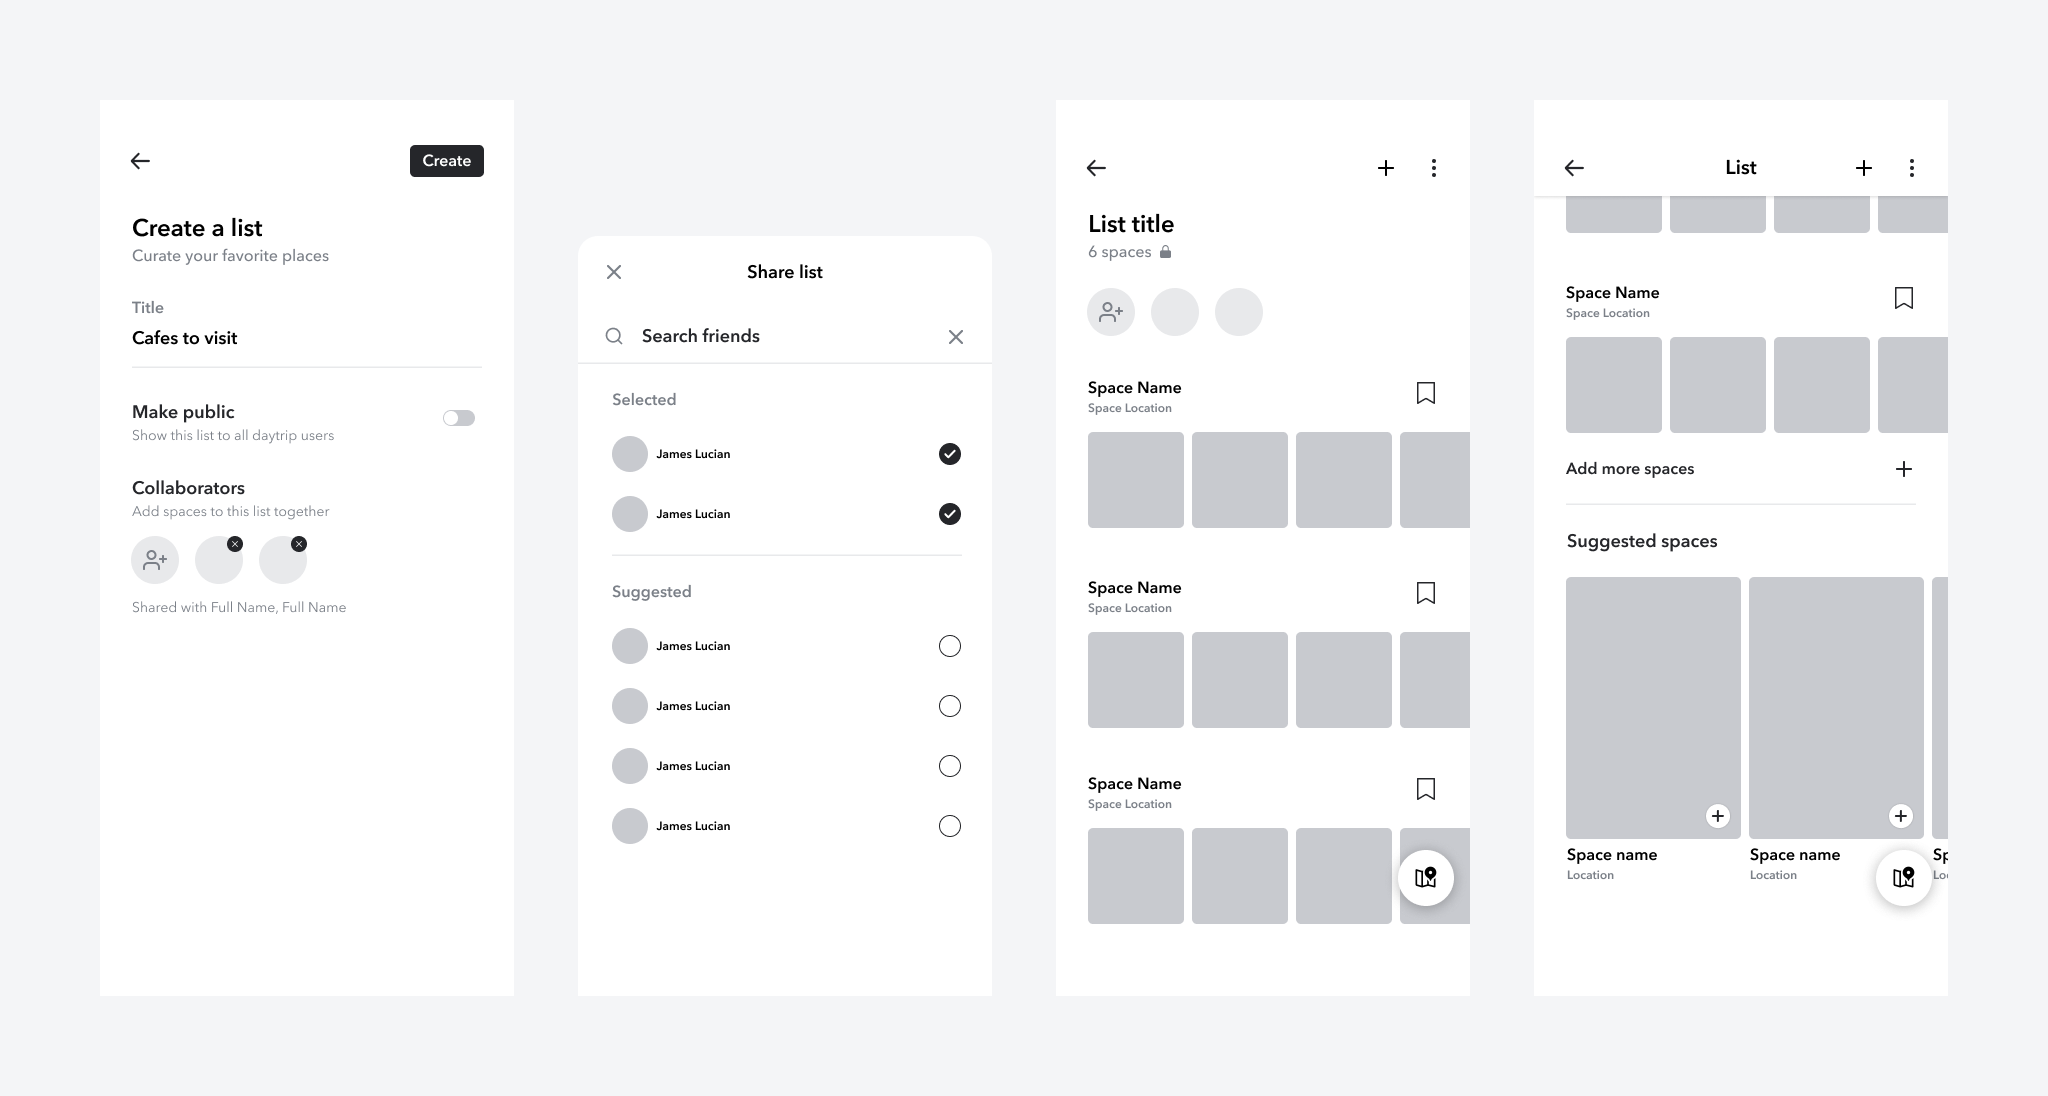 Create
Create a list
Curate your favorite places
Title
Cafes to visit
Make public
Show this list to all daytrip users
Collaborators
Add spaces to this list together
Shared with Full Name, Full Name
Share list
Search friends
Selected
James Lucian
James Lucian
Suggested
James Lucian
James Lucian
James Lucian
James Lucian
List title
6 spaces
Space Name
Space Location
Space Name
Space Location
Space Name
Space Location
List
Space Name
Space Location
Add more spaces
Suggested spaces
Space name
Location
Space name
Location